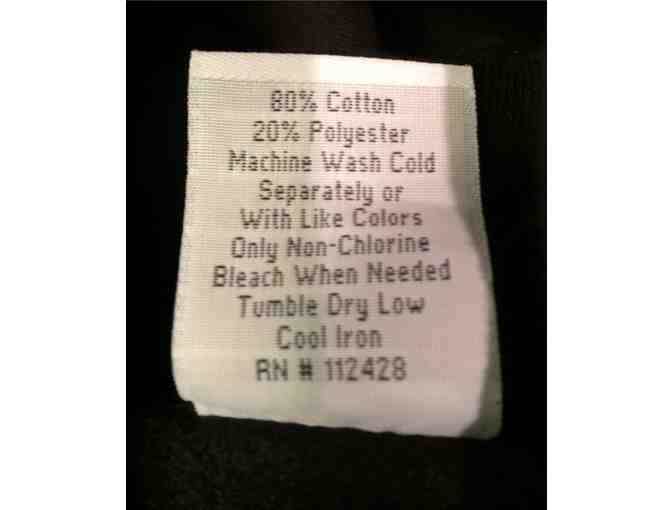 80% Cotton
20% Polyester
Machine Wash Cold
Separately or
With Like Colors
Only Non-Chlorine
Bleach When Needed
Tumble Dry Low
Cool Iron
RN # 112428